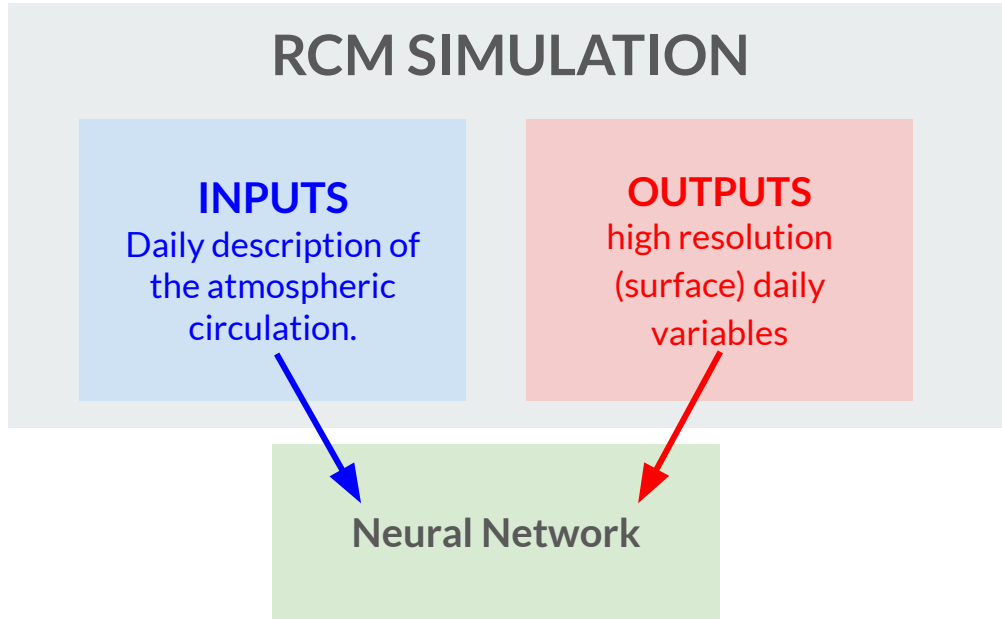 RCM SIMULATION
INPUTS
Daily description of
the atmospheric
circulation.
OUTPUTS
high resolution
(surface) daily
variables
Neural Network